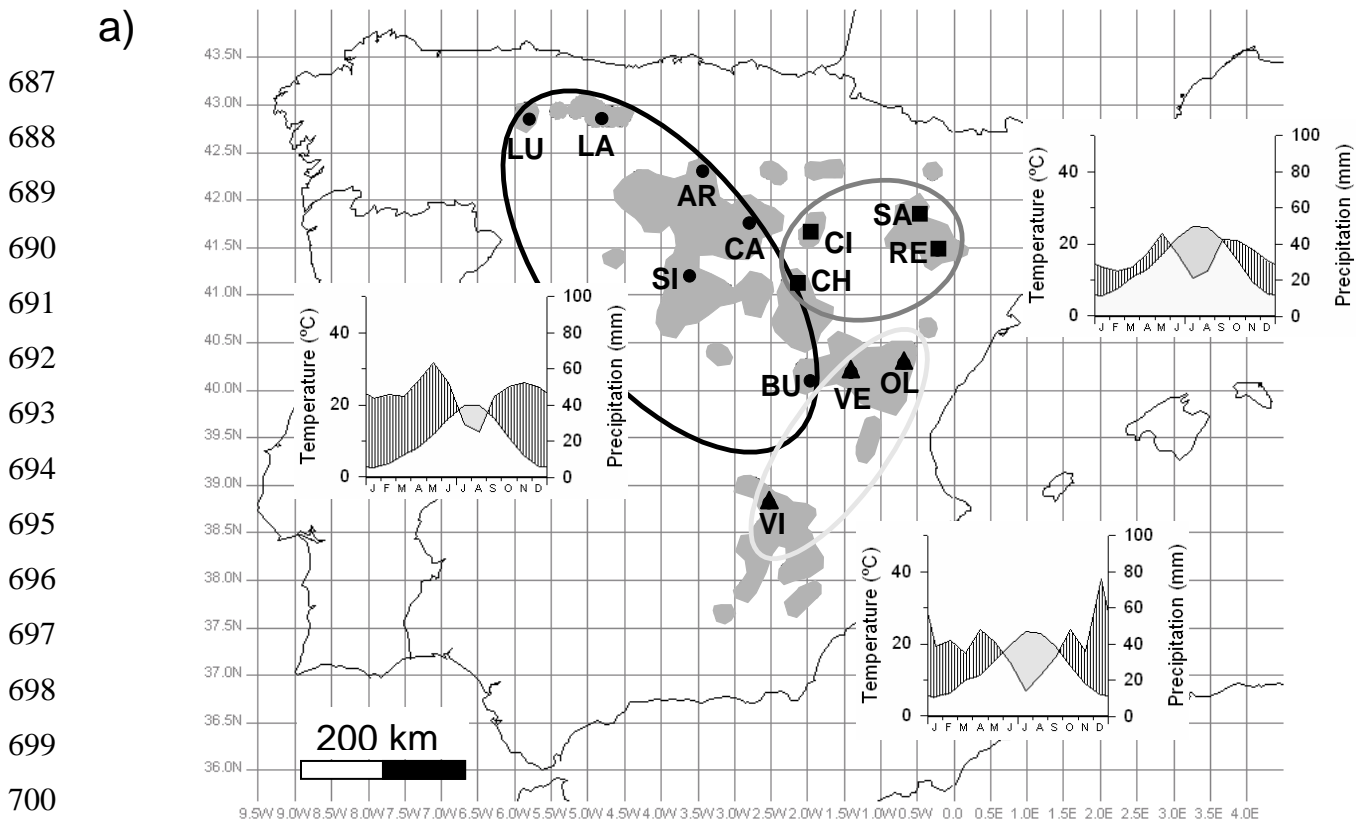 a)
687
688
689
690
691
692
693
694
695
696
697
698
699
700
43.5N
43.0N
42.5N
42.0N
41.5N
41.0N
40.5N
40.0N
39.5N
39.0N
38.5N
38.0N
37.5N
37.0N
36.5N
36.0N
9.5W 9.0W 8.5W 8.0W 7.5W 7.0W 6.5W 6.0W 5.5W 5.0W 4.5W 4.0W 3.5W 3.0W 2.5W 2.0W 1.5W 1.0W 0.5W 0.0 0.5E 1.0E 1.5E 2.0E 2.5E 3.0E 3.5E 4.0E
LU
LA
AR
CA
SI
BU
CI
CH
SA
RE
VE
OL
VI
200 km
Temperature (ºC)
40
20
0
J F M A M J J A S O N D
100
80
60
40
20
0
Precipitation (mm)
Temperature (ºC)
40
20
0
J F M A M J J A S O N D
100
80
60
40
20
0
Precipitation (mm)
Temperature (ºC)
40
20
0
J F M A M J J A S O N D
100
80
60
40
20
0
Precipitation (mm)